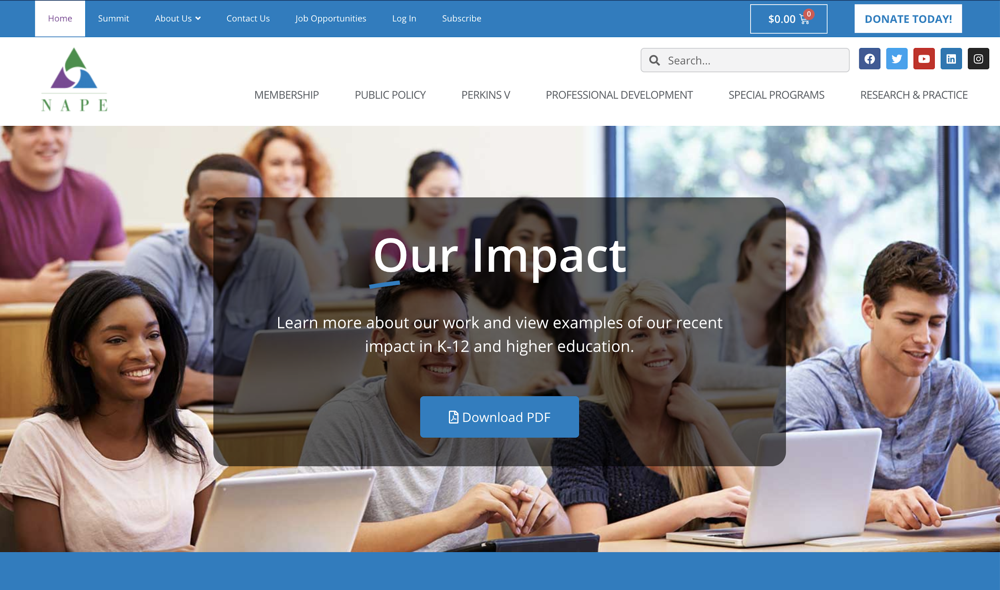 Home Summit About Us Contact Us Job Opportunities Log In Subscribe $0.00 0 DONATE TODAY!
Search...
NAPE
MEMBERSHIP PUBLIC POLICY PERKINS V PROFESSIONAL DEVELOPMENT SPECIAL PROGRAMS RESEARCH & PRACTICE
Our Impact
Learn more about our work and view examples of our recent
impact in K-12 and higher education.
Download PDF